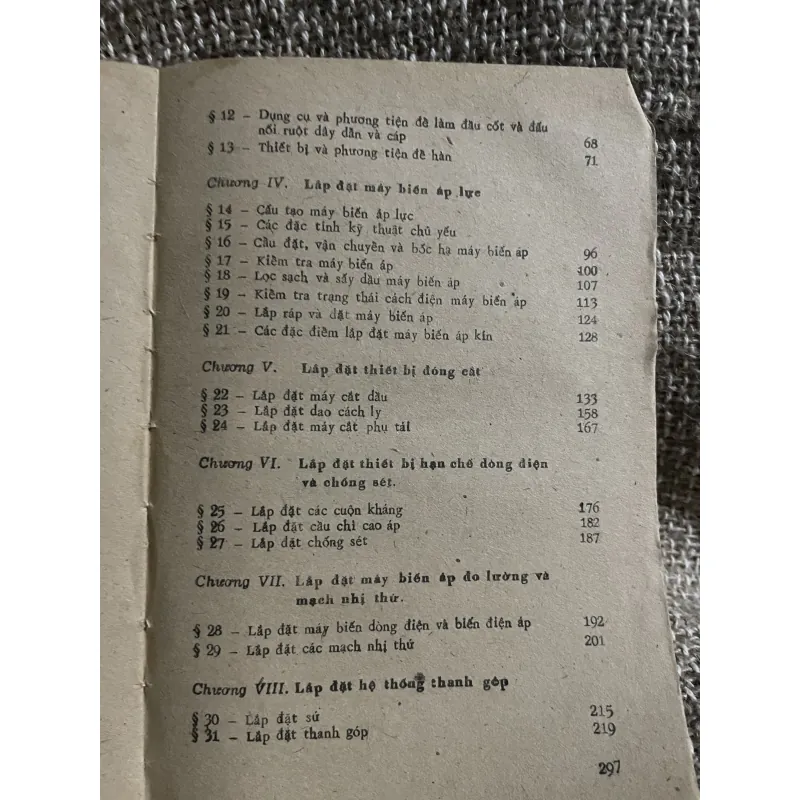 § 12 – Dụng cụ và phương tiện để làm đầu cốt và đấu
nối ruột dây dẫn và cáp 68
§ 13 – Thiết bị và phương tiện để hàn 71
Chương IV. Lắp đặt máy biến áp lực
§ 14 – Cấu tạo máy biến áp lực
§ 15 – Các đặc tính kỹ thuật chủ yếu
§ 16 – Cầu đặt, vận chuyển và bốc hạ máy biến áp 96
§ 17 – Kiểm tra máy biến áp 100
§ 18 – Lọc sạch và sấy dầu máy biến áp 107
§ 19 – Kiểm tra trạng thái cách điện máy biến áp 113
§ 20 – Lắp ráp và đặt máy biến áp 124
§ 21 – Các đặc điểm lắp đặt máy biến áp kín 128
Chương V. Lắp đặt thiết bị đóng cắt
§ 22 – Lắp đặt máy cắt dầu 133
§ 23 – Lắp đặt dao cách ly 158
§ 24 – Lắp đặt máy cắt phụ tải 167
Chương VI. Lắp đặt thiết bị hạn chế dòng điện
và chống sét.
§ 25 – Lắp đặt các cuộn kháng 176
§ 26 – Lắp đặt cầu chì cao áp 182
§ 27 – Lắp đặt chống sét 187
Chương VII. Lắp đặt máy biến áp đo lường và
mạch nhị thứ.
§ 28 – Lắp đặt máy biến dòng điện và biến điện áp 192
§ 29 – Lắp đặt các mạch nhị thứ 201
Chương VIII. Lắp đặt hệ thống thanh góp
§ 30 – Lắp đặt sứ 215
§ 31 – Lắp đặt thanh góp 219
297